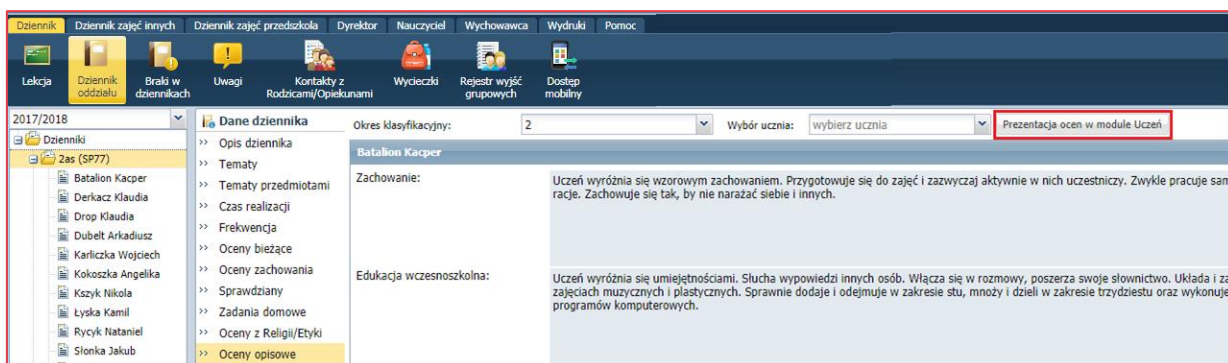 Dziennik Dziennik zajęć innych Dziennik zajęć przedszkola Dyrektor Nauczyciel Wychowawca Wydruki Pomoc
Lekcja
Dziennik oddziału
Braki w dziennikach
Uwagi
Kontakty z Rodzicami/Opiekunami
Wycieczki
Rejestr wyjść grupowych
Dostęp mobilny
2017/2018
Dzienniki
2as (SP77)
Batalion Kacper
Derkacz Klaudia
Drop Klaudia
Dubelt Arkadiusz
Karliczka Wojciech
Kokoszka Angelika
Kszyk Nikola
Łyska Kamil
Rycyk Nataniel
Słonka Jakub
Dane dziennika
Opis dziennika
Tematy
Tematy przedmiotami
Czas realizacji
Frekwencja
Oceny bieżące
Oceny zachowania
Sprawdziany
Zadania domowe
Oceny z Religii/Etyki
Oceny opisowe
Okres klasyfikacyjny: 2 Wybór ucznia: wybierz ucznia Prezentacja ocen w module Uczeń
Batalion Kacper
Zachowanie:
Uczeń wyróżnia się wzorowym zachowaniem. Przygotowuje się do zajęć i zazwyczaj aktywnie w nich uczestniczy. Zwykle pracuje sam
racje. Zachowuje się tak, by nie narażać siebie i innych.
Edukacja wczesnoszkolna:
Uczeń wyróżnia się umiejętnościami. Słucha wypowiedzi innych osób. Włącza się w rozmowy, poszerza swoje słownictwo. Układa i za
zajęciach muzycznych i plastycznych. Sprawnie dodaje i odejmuje w zakresie stu, mnoży i dzieli w zakresie trzydziestu oraz wykonuje
programów komputerowych.